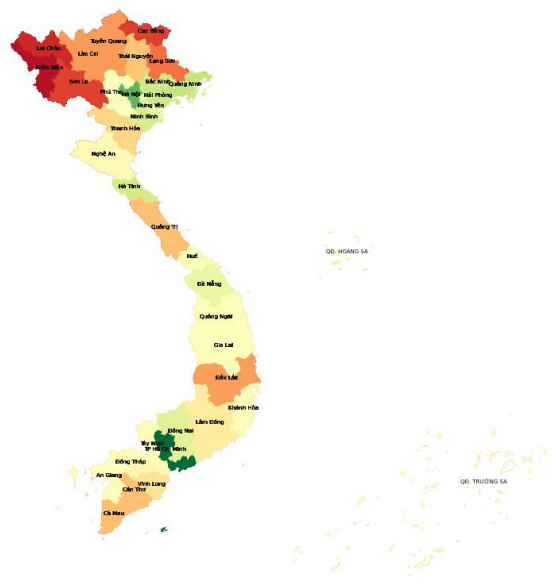 Cao Bằng
Tuyên Quang
Lai Châu
Lào Cai
Thái Nguyên
Lạng Sơn
Điện Biên
Sơn La
Bắc Ninh
Quảng Ninh
Phú Thọ
Hà Nội
Hải Phòng
Hưng Yên
Ninh Bình
Thanh Hóa
Nghệ An
Hà Tĩnh
Quảng Trị
Huế
QĐ. HOÀNG SA
Đà Nẵng
Quảng Ngãi
Gia Lai
Đắk Lắk
Khánh Hòa
Lâm Đồng
Đồng Nai
Tây Ninh
TP Hồ Chí Minh
Đồng Tháp
An Giang
Vĩnh Long
Cần Thơ
QĐ. TRƯỜNG SA
Cà Mau